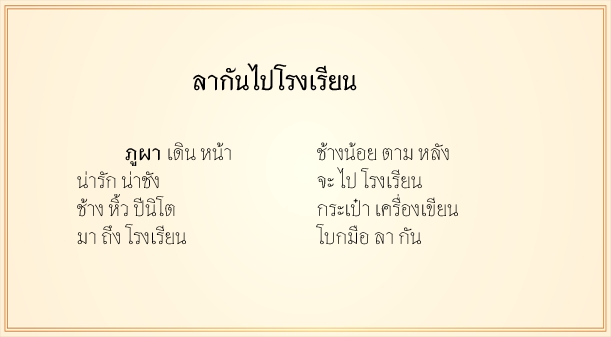 ลากันไปโรงเรียน
ภูผา เดิน หน้า ช้างน้อย ตาม หลัง
น่ารัก น่าชัง จะ ไป โรงเรียน
ช้าง หิ้ว ปีนิโต กระเป๋า เครื่องเขียน
มา ถึง โรงเรียน โบกมือ ลา กัน